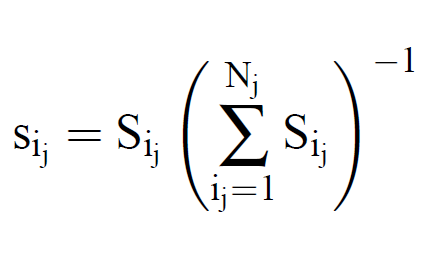 s_{i_j} = S_{i_j} \left( \sum_{i_j=1}^{N_j} S_{i_j} \right)^{-1}